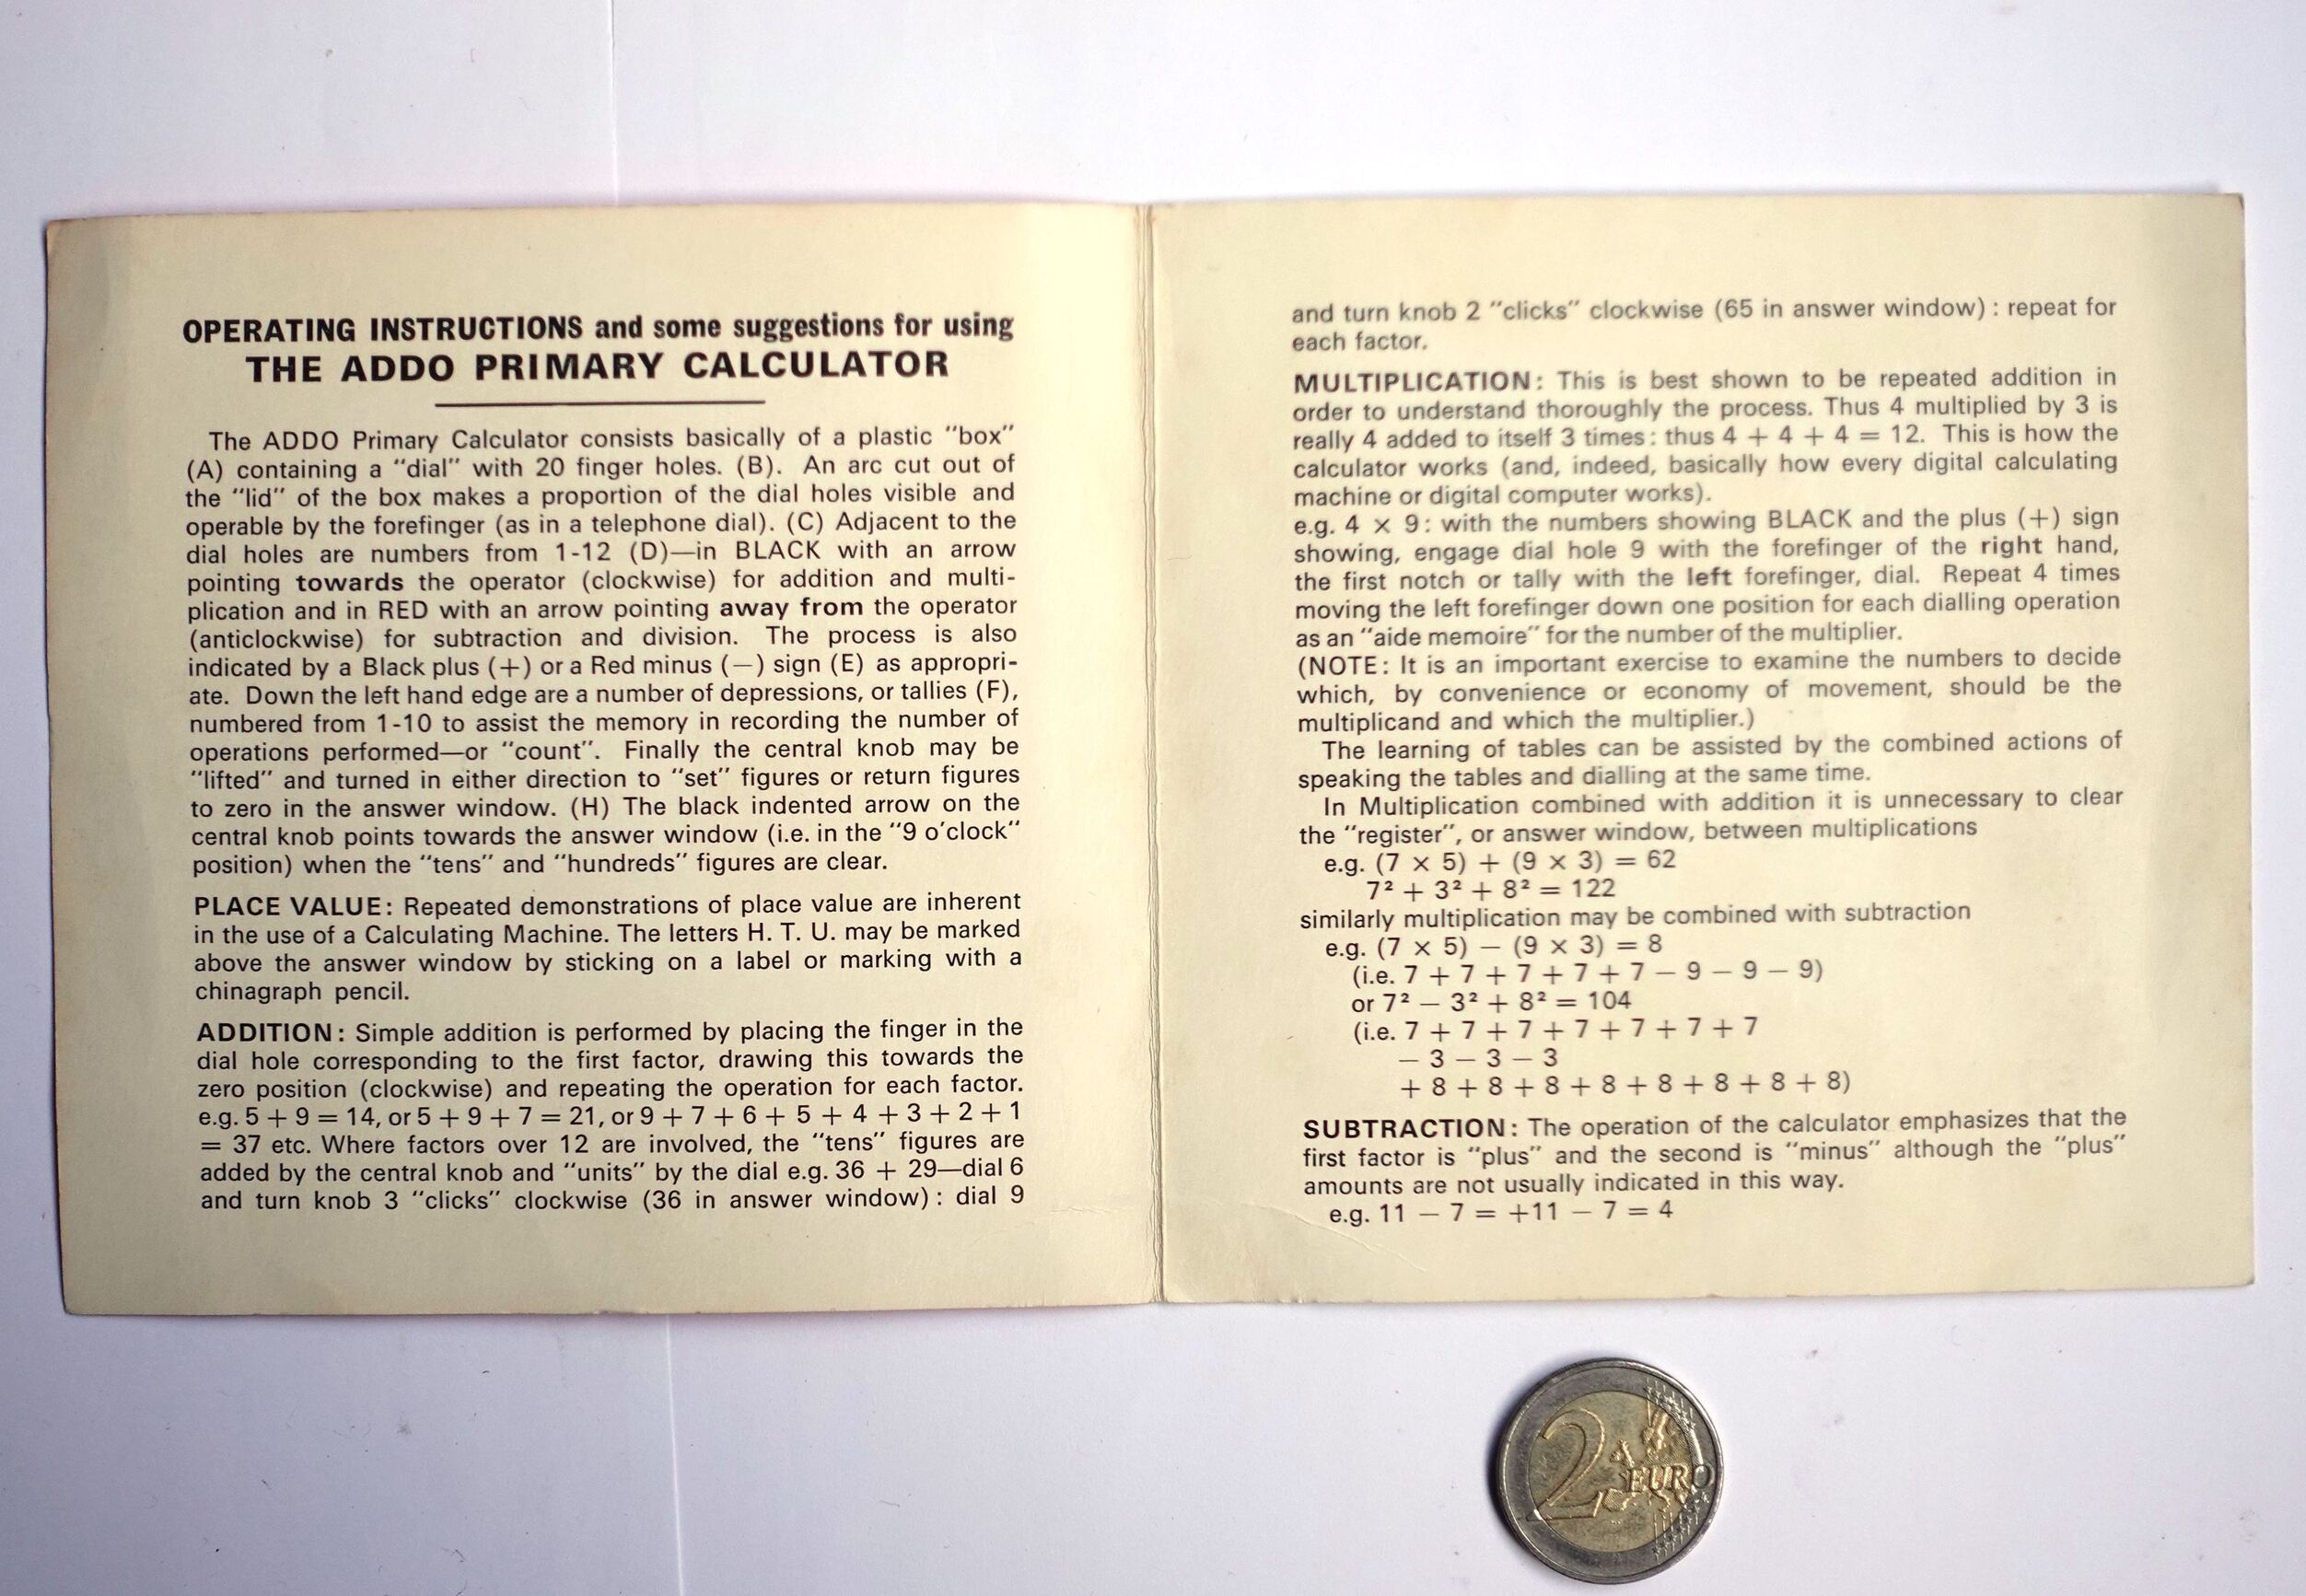 OPERATING INSTRUCTIONS and some suggestions for using
THE ADDO PRIMARY CALCULATOR
The ADDO Primary Calculator consists basically of a plastic "box"
(A) containing a "dial" with 20 finger holes. (B). An arc cut out of
the "lid" of the box makes a proportion of the dial holes visible and
operable by the forefinger (as in a telephone dial). (C) Adjacent to the
dial holes are numbers from 1-12 (D)—in BLACK with an arrow
pointing towards the operator (clockwise) for addition and multi-
plication and in RED with an arrow pointing away from the operator
(anticlockwise) for subtraction and division. The process is also
indicated by a Black plus (+) or a Red minus (—) sign (E) as appropri-
ate. Down the left hand edge are a number of depressions, or tallies (F),
numbered from 1-10 to assist the memory in recording the number of
operations performed—or "count". Finally the central knob may be
"lifted" and turned in either direction to "set" figures or return figures
to zero in the answer window. (H) The black indented arrow on the
central knob points towards the answer window (i.e. in the "9 o'clock"
position) when the "tens" and "hundreds" figures are clear.
PLACE VALUE: Repeated demonstrations of place value are inherent
in the use of a Calculating Machine. The letters H. T. U. may be marked
above the answer window by sticking on a label or marking with a
chinagraph pencil.
ADDITION: Simple addition is performed by placing the finger in the
dial hole corresponding to the first factor, drawing this towards the
zero position (clockwise) and repeating the operation for each factor.
e.g. 5 + 9 = 14, or 5 + 9 + 7 = 21, or 9 + 7 + 6 + 5 + 4 + 3 + 2 + 1
= 37 etc. Where factors over 12 are involved, the "tens" figures are
added by the central knob and "units" by the dial e.g. 36 + 29—dial 6
and turn knob 3 "clicks" clockwise (36 in answer window) : dial 9
and turn knob 2 "clicks" clockwise (65 in answer window) : repeat for
each factor.
MULTIPLICATION: This is best shown to be repeated addition in
order to understand thoroughly the process. Thus 4 multiplied by 3 is
really 4 added to itself 3 times: thus 4 + 4 + 4 = 12. This is how the
calculator works (and, indeed, basically how every digital calculating
machine or digital computer works).
e.g. 4 × 9: with the numbers showing BLACK and the plus (+) sign
showing, engage dial hole 9 with the forefinger of the right hand,
the first notch or tally with the left forefinger, dial. Repeat 4 times
moving the left forefinger down one position for each dialling operation
as an "aide memoire" for the number of the multiplier.
(NOTE: It is an important exercise to examine the numbers to decide
which, by convenience or economy of movement, should be the
multiplicand and which the multiplier.)
The learning of tables can be assisted by the combined actions of
speaking the tables and dialling at the same time.
In Multiplication combined with addition it is unnecessary to clear
the "register", or answer window, between multiplications
e.g. (7 × 5) + (9 × 3) = 62
7² + 3² + 8² = 122
similarly multiplication may be combined with subtraction
e.g. (7 × 5) — (9 × 3) = 8
(i.e. 7 + 7 + 7 + 7 + 7 — 9 — 9 — 9)
or 7² — 3² + 8² = 104
(i.e. 7 + 7 + 7 + 7 + 7 + 7 + 7
— 3 — 3 — 3
+ 8 + 8 + 8 + 8 + 8 + 8 + 8 + 8)
SUBTRACTION: The operation of the calculator emphasizes that the
first factor is "plus" and the second is "minus" although the "plus"
amounts are not usually indicated in this way.
e.g. 11 — 7 = +11 — 7 = 4
2 EURO